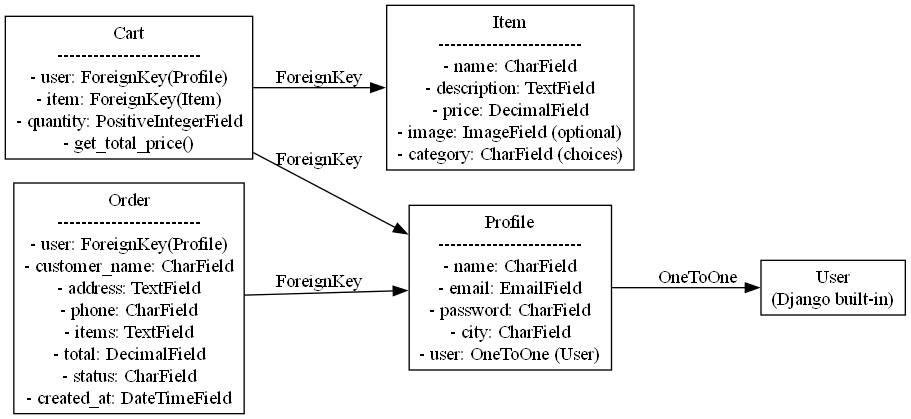 Cart
------------------------
- user: ForeignKey(Profile)
- item: ForeignKey(Item)
- quantity: PositiveIntegerField
- get_total_price()
ForeignKey
ForeignKey
Item
------------------------
- name: CharField
- description: TextField
- price: DecimalField
- image: ImageField (optional)
- category: CharField (choices)
Order
------------------------
- user: ForeignKey(Profile)
- customer_name: CharField
- address: TextField
- phone: CharField
- items: TextField
- total: DecimalField
- status: CharField
- created_at: DateTimeField
ForeignKey
Profile
------------------------
- name: CharField
- email: EmailField
- password: CharField
- city: CharField
- user: OneToOne (User)
OneToOne
User
(Django built-in)